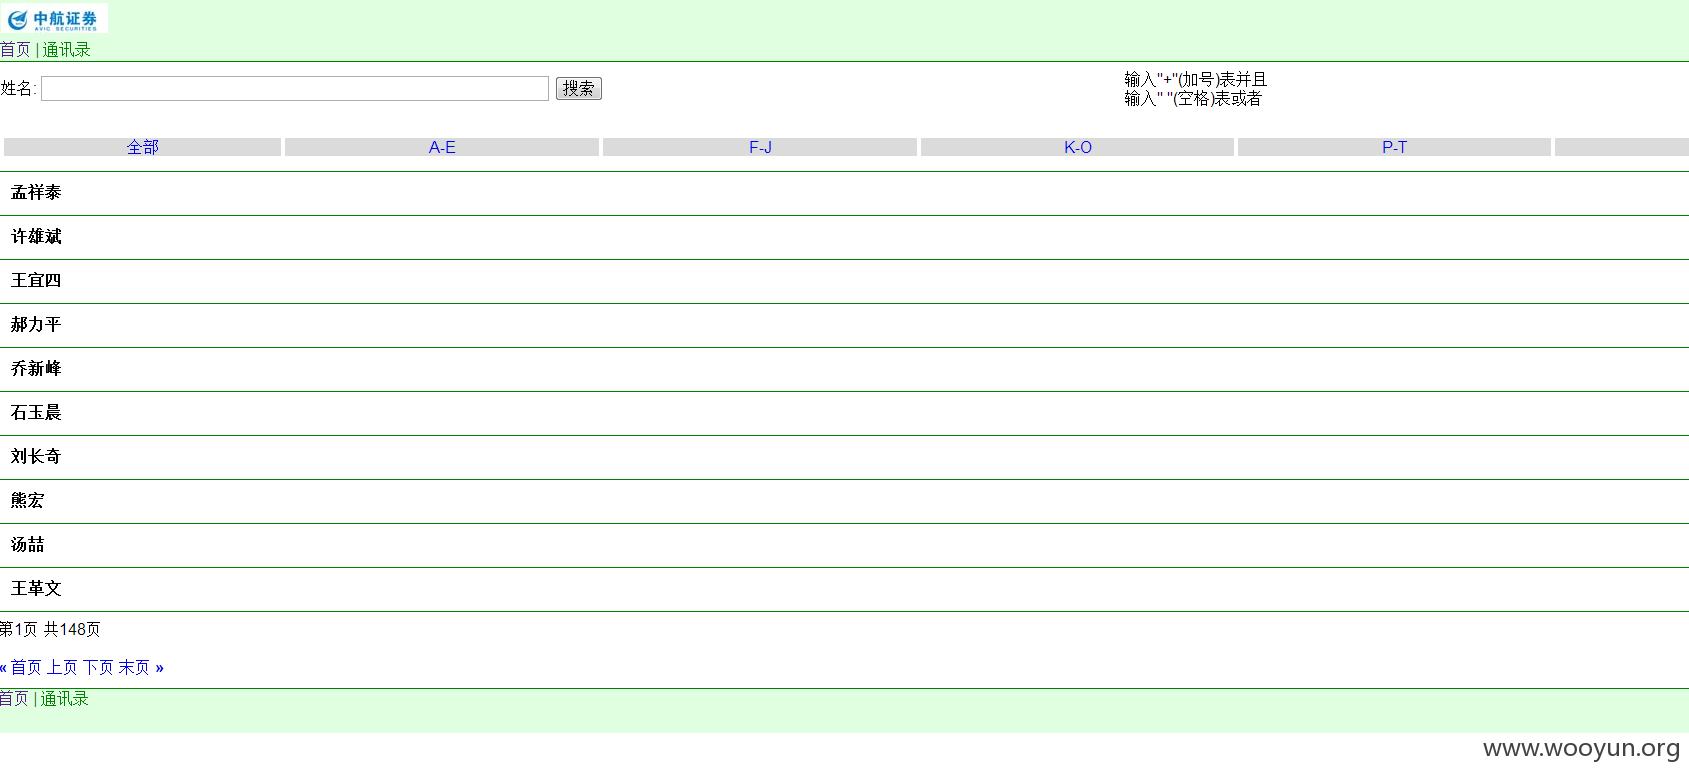 中航证券
AVIC SECURITIES
首页 | 通讯录
姓名: 搜索
输入"+"(加号)表并且
输入" "(空格)表或者
全部 A-E F-J K-O P-T
孟祥泰
许雄斌
王宜四
郝力平
乔新峰
石玉晨
刘长奇
熊宏
汤喆
王革文
第1页 共148页
« 首页 上页 下页 末页 »
首页 | 通讯录
www.wooyun.org